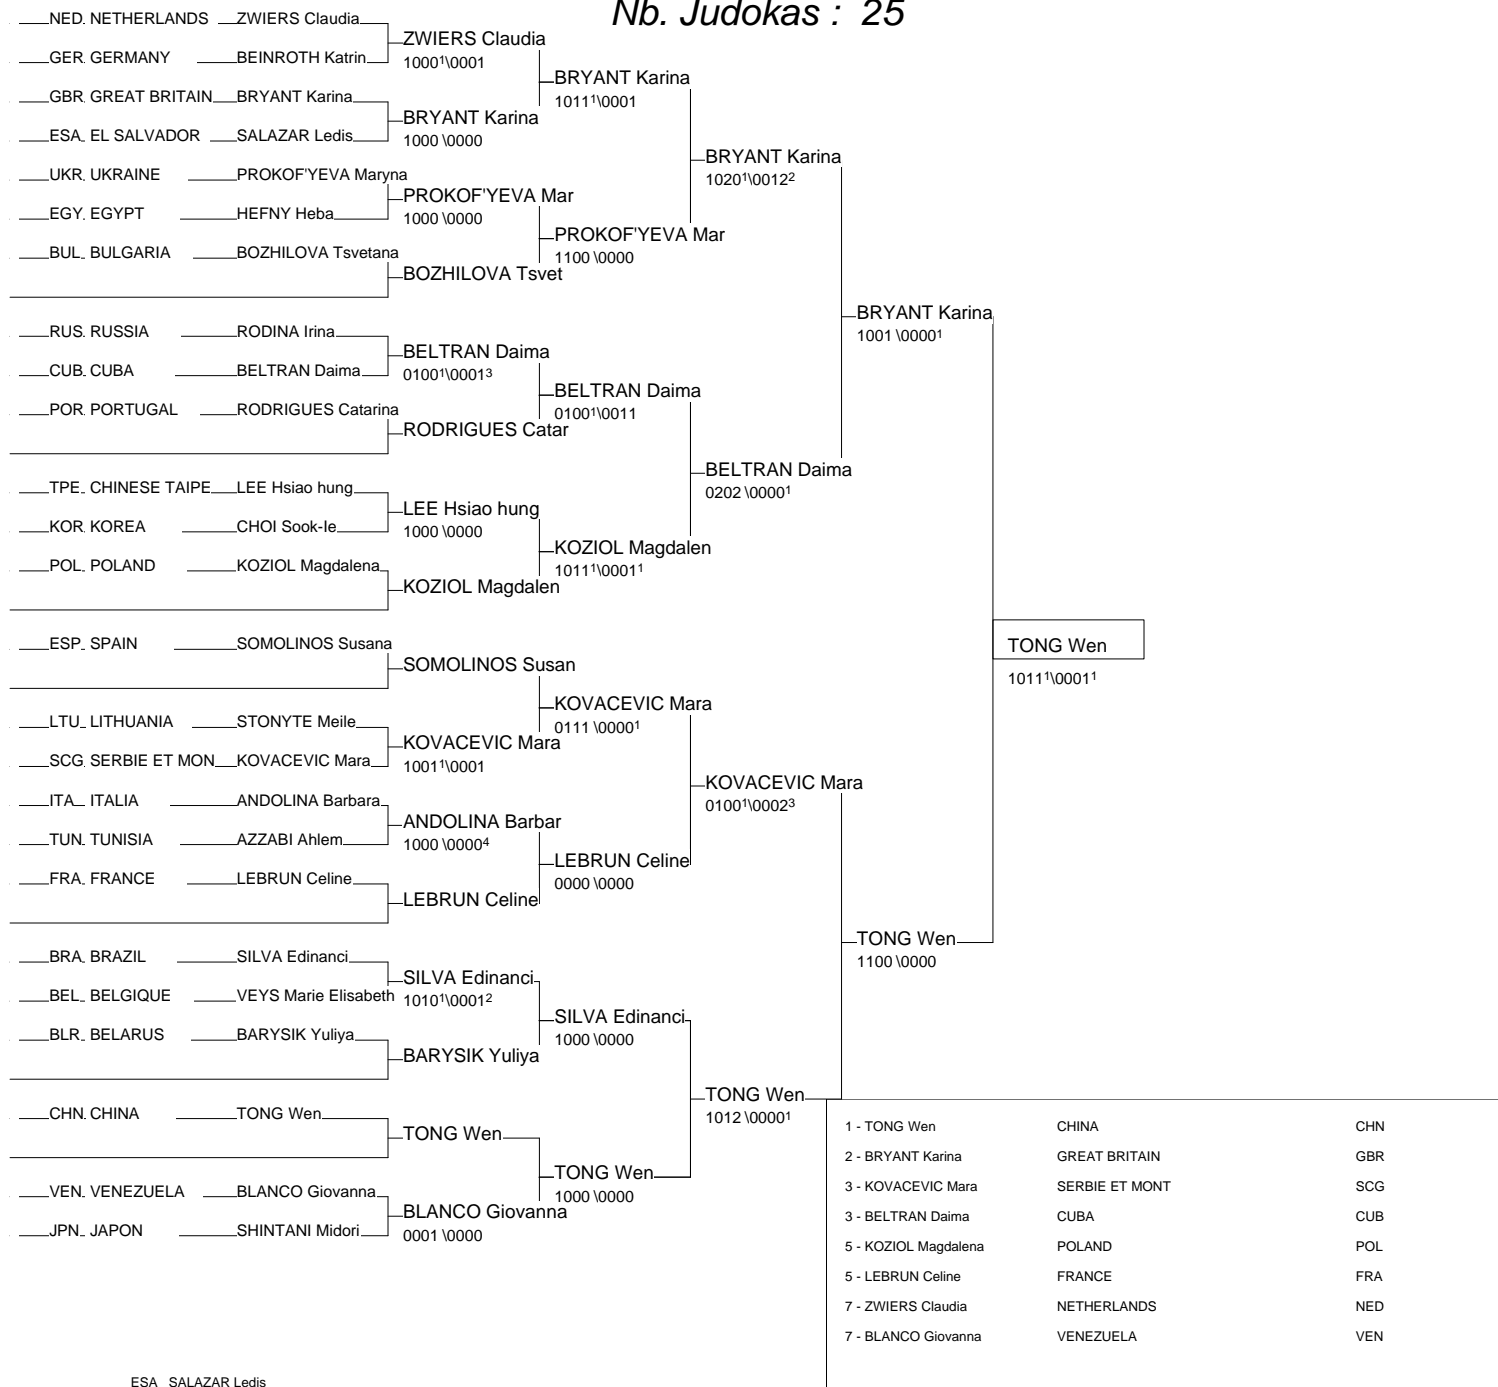 Nb. Judokas : 25
NED NETHERLANDS ZWIERS Claudia
ZWIERS Claudia
1000¹\0001
GER GERMANY BEINROTH Katrin
BRYANT Karina
1011¹\0001
GBR GREAT BRITAIN BRYANT Karina
BRYANT Karina
1000 \0000
ESA EL SALVADOR SALAZAR Ledis
BRYANT Karina
1020¹\0012²
UKR UKRAINE PROKOF'YEVA Maryna
PROKOF'YEVA Mar
1000 \0000
EGY EGYPT HEFNY Heba
PROKOF'YEVA Mar
1100 \0000
BUL BULGARIA BOZHILOVA Tsvetana
BOZHILOVA Tsvet
BRYANT Karina
1001 \0000¹
RUS RUSSIA RODINA Irina
BELTRAN Daima
0100¹\0001³
CUB CUBA BELTRAN Daima
BELTRAN Daima
0100¹\0011
POR PORTUGAL RODRIGUES Catarina
RODRIGUES Catar
BELTRAN Daima
0202 \0000¹
TPE CHINESE TAIPE LEE Hsiao hung
LEE Hsiao hung
1000 \0000
KOR KOREA CHOI Sook-Ie
KOZIOL Magdalen
1011¹\0001¹
POL POLAND KOZIOL Magdalena
KOZIOL Magdalen
TONG Wen
1011¹\0001¹
ESP SPAIN SOMOLINOS Susana
SOMOLINOS Susan
KOVACEVIC Mara
0111 \0000¹
LTU LITHUANIA STONYTE Meile
KOVACEVIC Mara
1001¹\0001
SCG SERBIE ET MON KOVACEVIC Mara
KOVACEVIC Mara
0100¹\0002³
ITA ITALIA ANDOLINA Barbara
ANDOLINA Barbar
1000 \0000⁴
TUN TUNISIA AZZABI Ahlem
LEBRUN Celine
0000 \0000
FRA FRANCE LEBRUN Celine
LEBRUN Celine
TONG Wen
1100 \0000
BRA BRAZIL SILVA Edinanci
SILVA Edinanci
1010¹\0001²
BEL BELGIQUE VEYS Marie Elisabeth
SILVA Edinanci
1000 \0000
BLR BELARUS BARYSIK Yuliya
BARYSIK Yuliya
TONG Wen
1012 \0000¹
CHN CHINA TONG Wen
TONG Wen
TONG Wen
1000 \0000
VEN VENEZUELA BLANCO Giovanna
BLANCO Giovanna
0001 \0000
JPN JAPON SHINTANI Midori
1 - TONG Wen CHINA CHN
2 - BRYANT Karina GREAT BRITAIN GBR
3 - KOVACEVIC Mara SERBIE ET MONT SCG
3 - BELTRAN Daima CUBA CUB
5 - KOZIOL Magdalena POLAND POL
5 - LEBRUN Celine FRANCE FRA
7 - ZWIERS Claudia NETHERLANDS NED
7 - BLANCO Giovanna VENEZUELA VEN
ESA SALAZAR Ledis